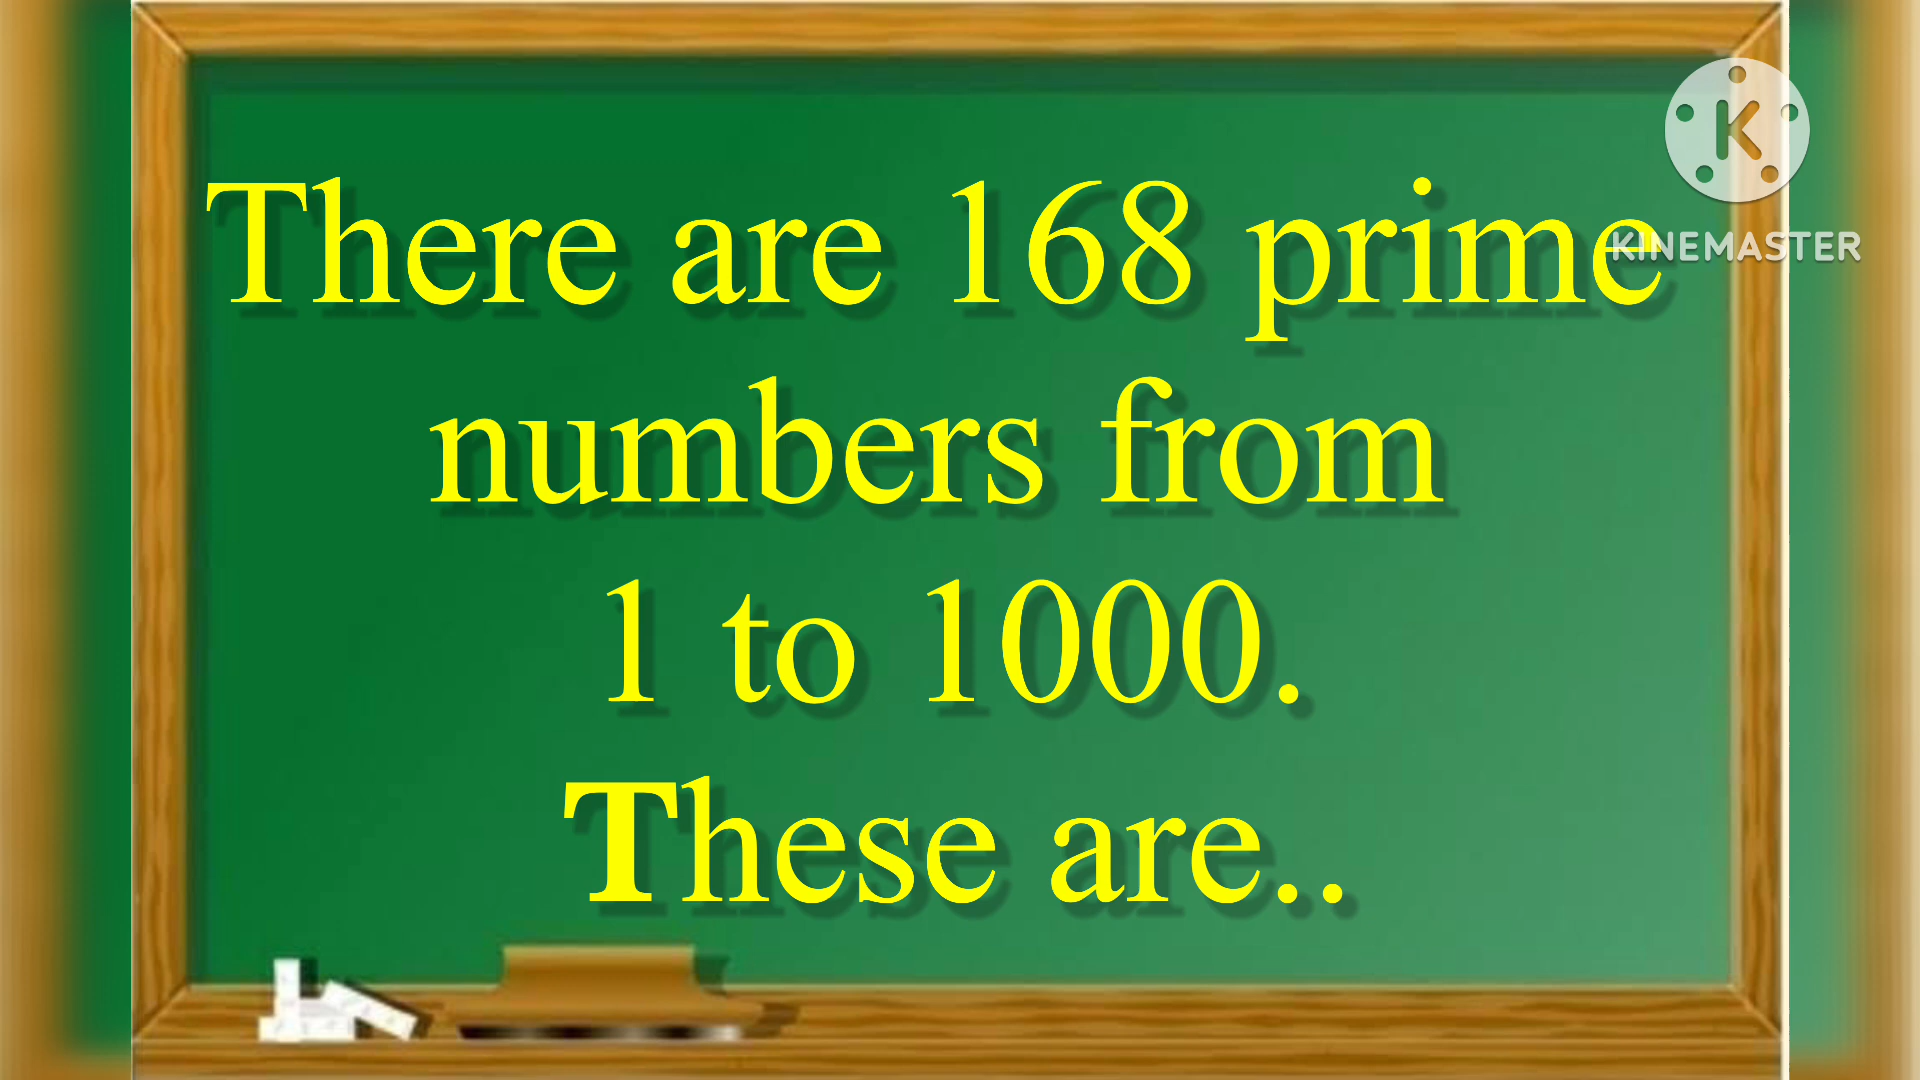 K
KINEMASTER
There are 168 prime
numbers from
1 to 1000.
These are..